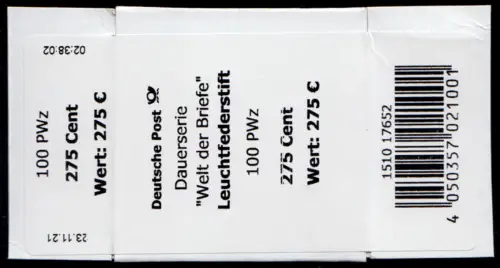 02:38:02
23.11.21
100 PWz
275 Cent
Wert: 275 €
Deutsche Post
Dauerserie
"Welt der Briefe"
Leuchtfederstift
100 PWz
275 Cent
Wert: 275 €
1510 17652
4 050357 021001